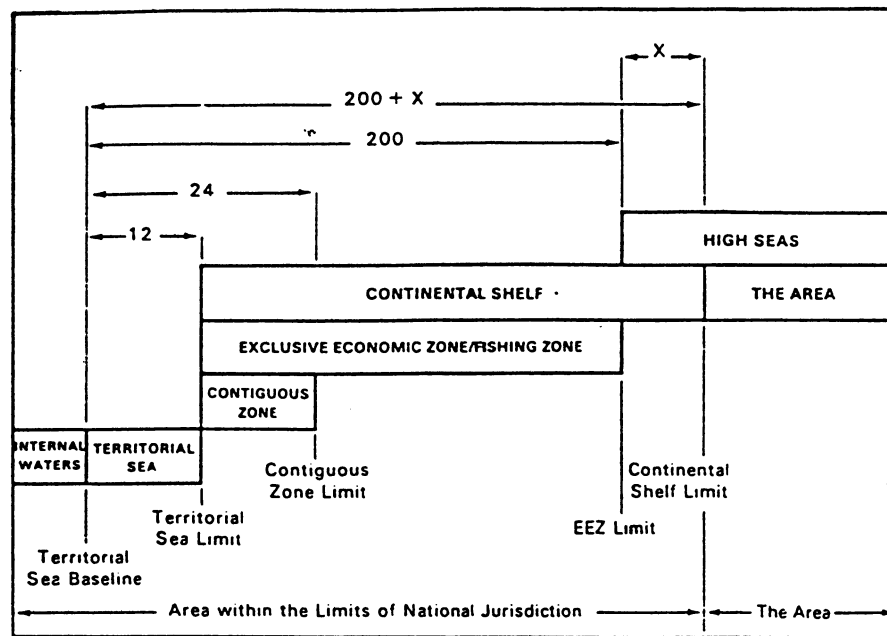 X
200 + X
200
24
12
HIGH SEAS
CONTINENTAL SHELF
THE AREA
EXCLUSIVE ECONOMIC ZONE/FISHING ZONE
CONTIGUOUS
ZONE
INTERNAL
WATERS
TERRITORIAL
SEA
Contiguous
Zone Limit
Continental
Shelf Limit
Territorial
Sea Limit
EEZ Limit
Territorial
Sea Baseline
Area within the Limits of National Jurisdiction
The Area